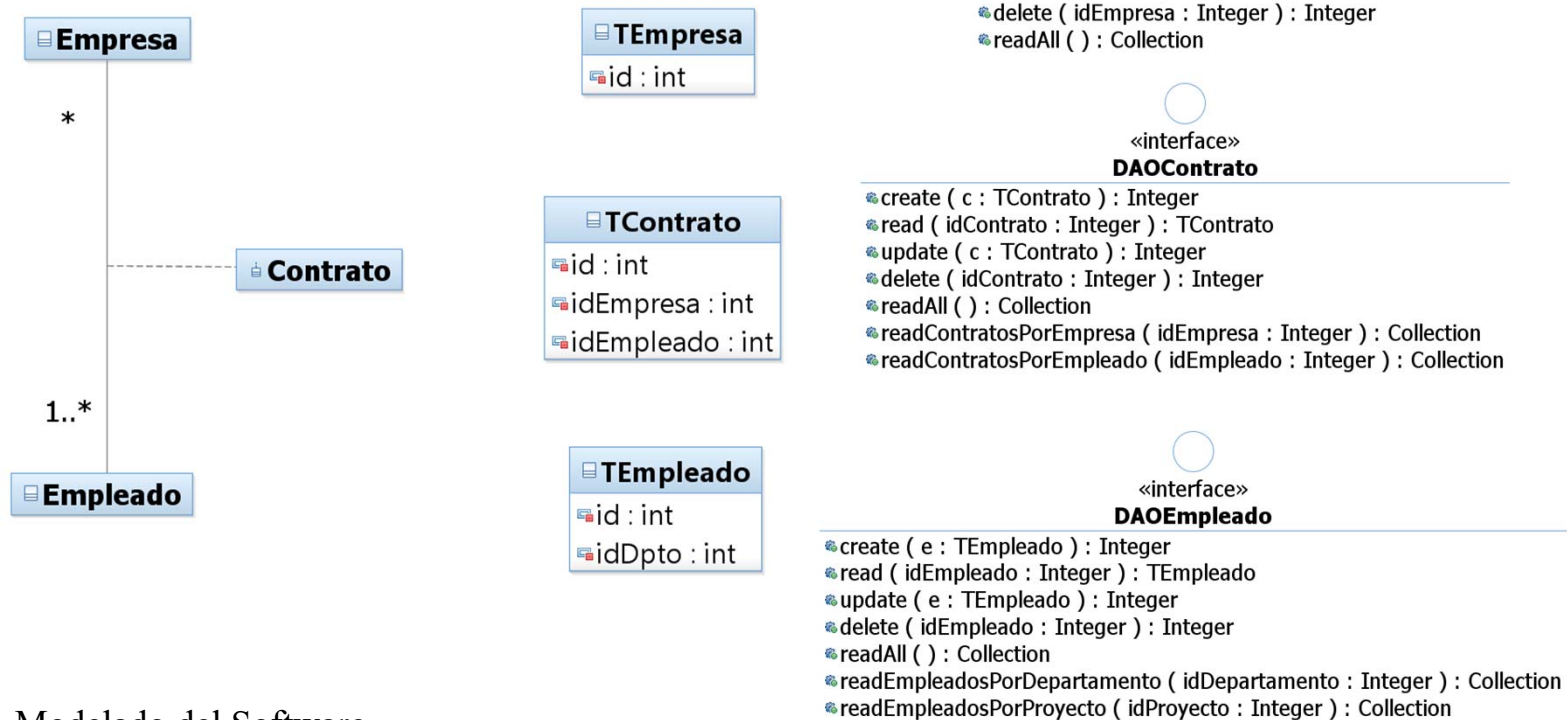 Empresa
*
Contrato
1..*
Empleado
TEmpresa
id : int
TContrato
id : int
idEmpresa : int
idEmpleado : int
TEmpleado
id : int
idDpto : int
delete ( idEmpresa : Integer ) : Integer
readAll ( ) : Collection
«interface»
DAOContrato
create ( c : TContrato ) : Integer
read ( idContrato : Integer ) : TContrato
update ( c : TContrato ) : Integer
delete ( idContrato : Integer ) : Integer
readAll ( ) : Collection
readContratosPorEmpresa ( idEmpresa : Integer ) : Collection
readContratosPorEmpleado ( idEmpleado : Integer ) : Collection
«interface»
DAOEmpleado
create ( e : TEmpleado ) : Integer
read ( idEmpleado : Integer ) : TEmpleado
update ( e : TEmpleado ) : Integer
delete ( idEmpleado : Integer ) : Integer
readAll ( ) : Collection
readEmpleadosPorDepartamento ( idDepartamento : Integer ) : Collection
readEmpleadosPorProyecto ( idProyecto : Integer ) : Collection
Modelado del Software